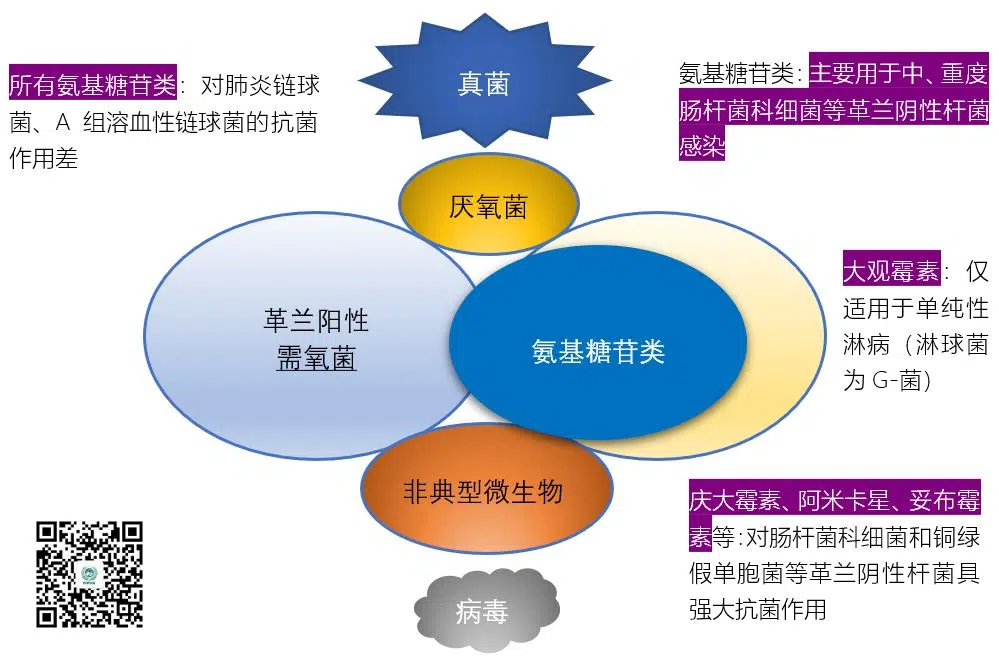 真菌
所有氨基糖苷类：对肺炎链球
菌、A 组溶血性链球菌的抗菌
作用差
氨基糖苷类：主要用于中、重度
肠杆菌科细菌等革兰阴性杆菌
感染
厌氧菌
革兰阳性
需氧菌
氨基糖苷类
大观霉素：仅
适用于单纯性
淋病（淋球菌
为 G-菌）
非典型微生物
庆大霉素、阿米卡星、妥布霉
素等：对肠杆菌科细菌和铜绿
假单胞菌等革兰阴性杆菌具
强大抗菌作用
病毒